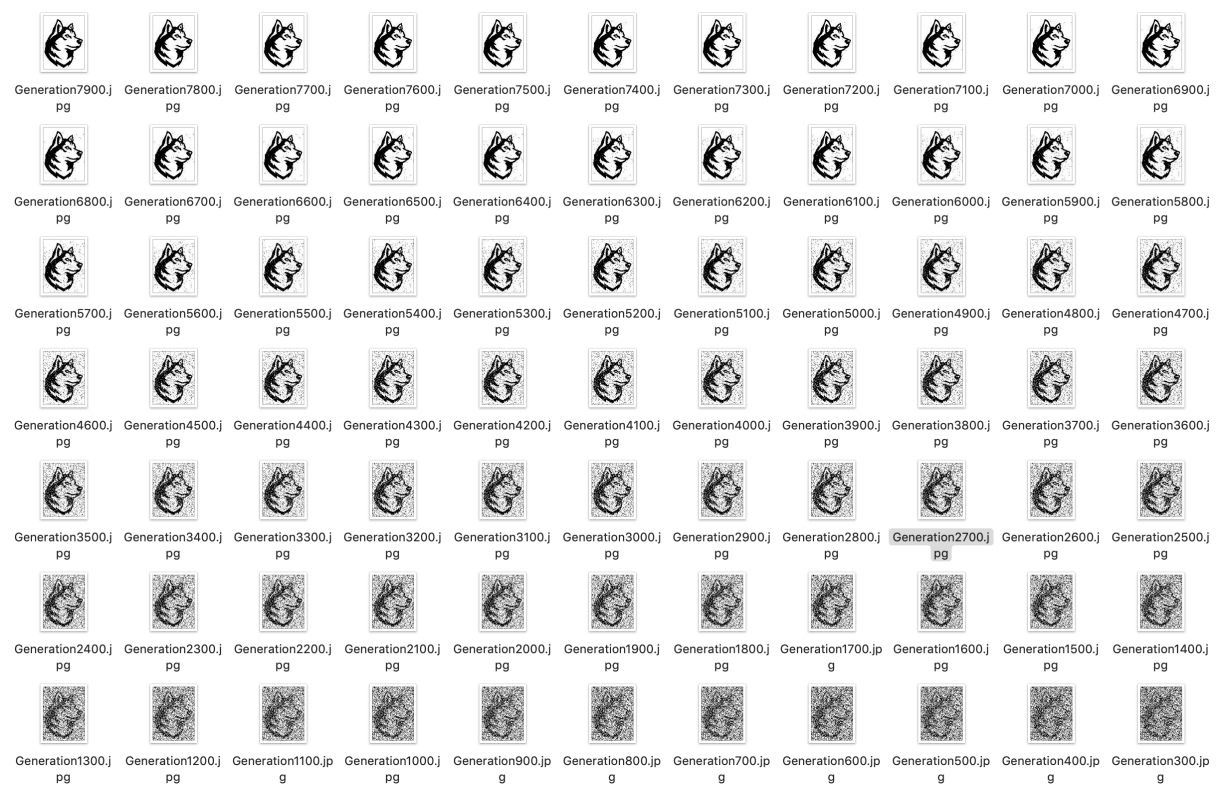 Generation7900.j Generation7800.j Generation7700.j Generation7600.j Generation7500.j Generation7400.j Generation7300.j Generation7200.j Generation7100.j Generation7000.j Generation6900.j
pg pg pg pg pg pg pg pg pg pg pg
Generation6800.j Generation6700.j Generation6600.j Generation6500.j Generation6400.j Generation6300.j Generation6200.j Generation6100.j Generation6000.j Generation5900.j Generation5800.j
pg pg pg pg pg pg pg pg pg pg pg
Generation5700.j Generation5600.j Generation5500.j Generation5400.j Generation5300.j Generation5200.j Generation5100.j Generation5000.j Generation4900.j Generation4800.j Generation4700.j
pg pg pg pg pg pg pg pg pg pg pg
Generation4600.j Generation4500.j Generation4400.j Generation4300.j Generation4200.j Generation4100.j Generation4000.j Generation3900.j Generation3800.j Generation3700.j Generation3600.j
pg pg pg pg pg pg pg pg pg pg pg
Generation3500.j Generation3400.j Generation3300.j Generation3200.j Generation3100.j Generation3000.j Generation2900.j Generation2800.j Generation2700.j Generation2600.j Generation2500.j
pg pg pg pg pg pg pg pg pg pg pg
Generation2400.j Generation2300.j Generation2200.j Generation2100.j Generation2000.j Generation1900.j Generation1800.j Generation1700.jp Generation1600.j Generation1500.j Generation1400.j
pg pg pg pg pg pg pg g pg pg pg
Generation1300.j Generation1200.j Generation1100.jp Generation1000.j Generation900.jp Generation800.jp Generation700.jp Generation600.jp Generation500.jp Generation400.jp Generation300.jp
pg pg g pg g g g g g g g